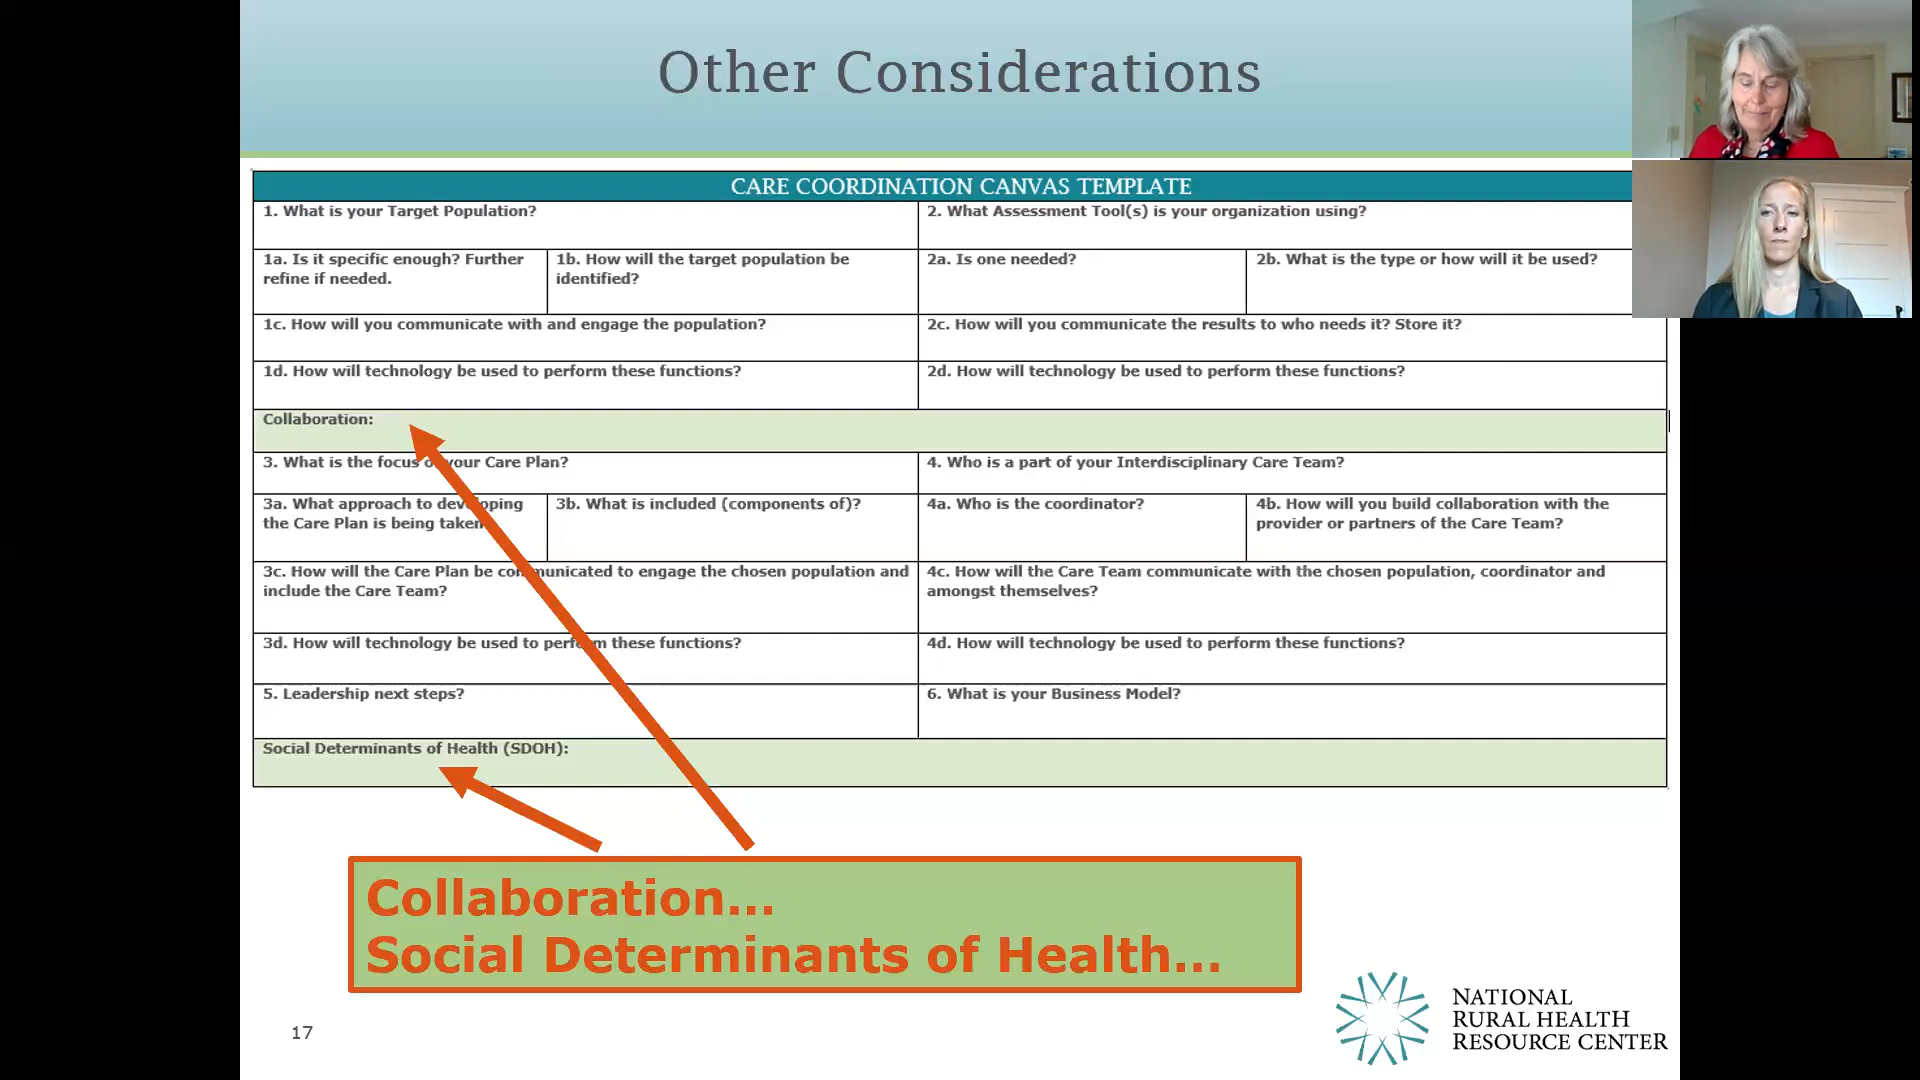 Other Considerations
CARE COORDINATION CANVAS TEMPLATE
1. What is your Target Population?
2. What Assessment Tool(s) is your organization using?
1a. Is it specific enough? Further
refine if needed.
1b. How will the target population be
identified?
2a. Is one needed?
2b. What is the type or how will it be used?
1c. How will you communicate with and engage the population?
2c. How will you communicate the results to who needs it? Store it?
1d. How will technology be used to perform these functions?
2d. How will technology be used to perform these functions?
Collaboration:
3. What is the focus of your Care Plan?
4. Who is a part of your Interdisciplinary Care Team?
3a. What approach to developing
the Care Plan is being taken
3b. What is included (components of)?
4a. Who is the coordinator?
4b. How will you build collaboration with the
provider or partners of the Care Team?
3c. How will the Care Plan be communicated to engage the chosen population and
include the Care Team?
4c. How will the Care Team communicate with the chosen population, coordinator and
amongst themselves?
3d. How will technology be used to perform these functions?
4d. How will technology be used to perform these functions?
5. Leadership next steps?
6. What is your Business Model?
Social Determinants of Health (SDOH):
Collaboration...
Social Determinants of Health...
17
NATIONAL
RURAL HEALTH
RESOURCE CENTER